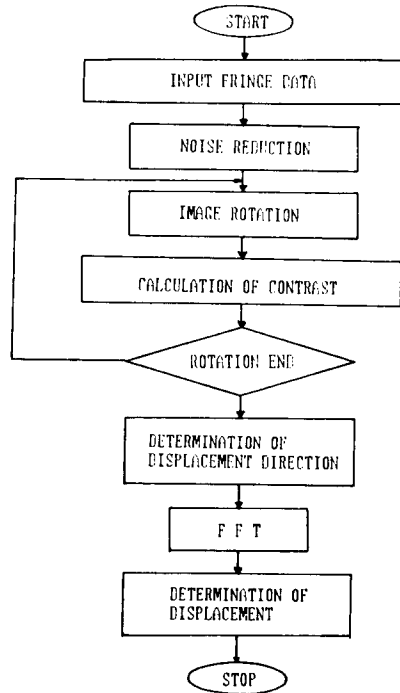 START
INPUT FRINGE DATA
NOISE REDUCTION
IMAGE ROTATION
CALCULATION OF CONTRAST
ROTATION END
DETERMINATION OF
DISPLACEMENT DIRECTION
F F T
DETERMINATION OF
DISPLACEMENT
STOP